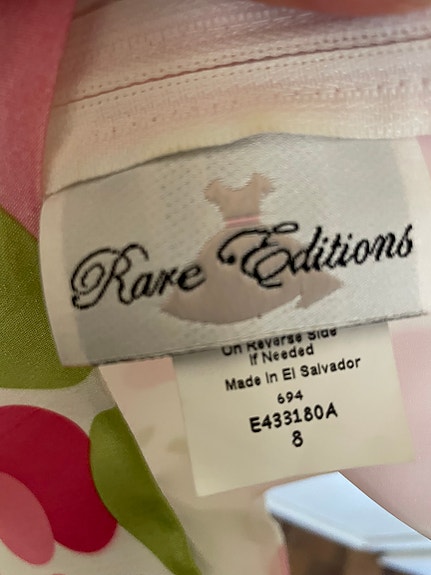 Rare Editions
On Reverse Side
If Needed
Made In El Salvador
694
E433180A
8